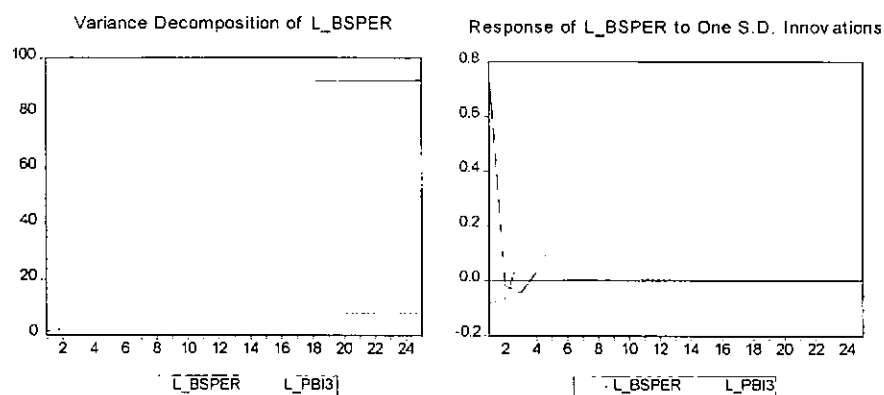 Variance Decomposition of L_BSPER
100
80
60
40
20
0
2 4 6 8 10 12 14 16 18 20 22 24
L_BSPER L_PBI3
Response of L_BSPER to One S.D. Innovations
0.8
0.6
0.4
0.2
0.0
-0.2
2 4 6 8 10 12 14 16 18 20 22 24
L_BSPER L_PBI3